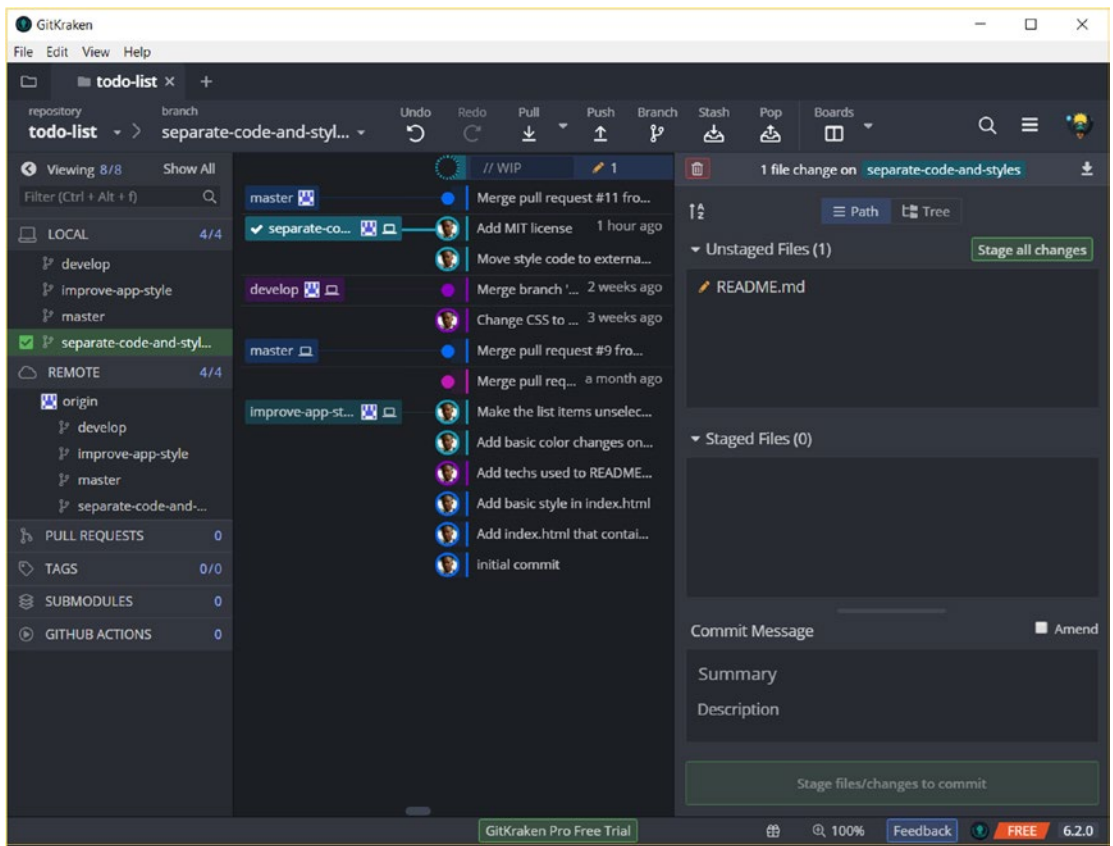 GitKraken
File Edit View Help
todo-list × +
repository branch Undo Redo Pull Push Branch Stash Pop Boards
todo-list separate-code-and-styl...
Viewing 8/8 Show All
Filter (Ctrl + Alt + f)
LOCAL 4/4
develop
improve-app-style
master
separate-code-and-styl...
REMOTE 4/4
origin
develop
improve-app-style
master
separate-code-and-...
PULL REQUESTS 0
TAGS 0/0
SUBMODULES 0
GITHUB ACTIONS 0
// WIP 1
master Merge pull request #11 fro...
separate-co... Add MIT license 1 hour ago
Move style code to externa...
develop Merge branch '... 2 weeks ago
Change CSS to ... 3 weeks ago
master Merge pull request #9 fro...
Merge pull req... a month ago
improve-app-st... Make the list items unselec...
Add basic color changes on...
Add techs used to README...
Add basic style in index.html
Add index.html that contai...
initial commit
1 file change on separate-code-and-styles
Path Tree
Unstaged Files (1) Stage all changes
README.md
Staged Files (0)
Commit Message Amend
Summary
Description
Stage files/changes to commit
GitKraken Pro Free Trial 100% Feedback FREE 6.2.0